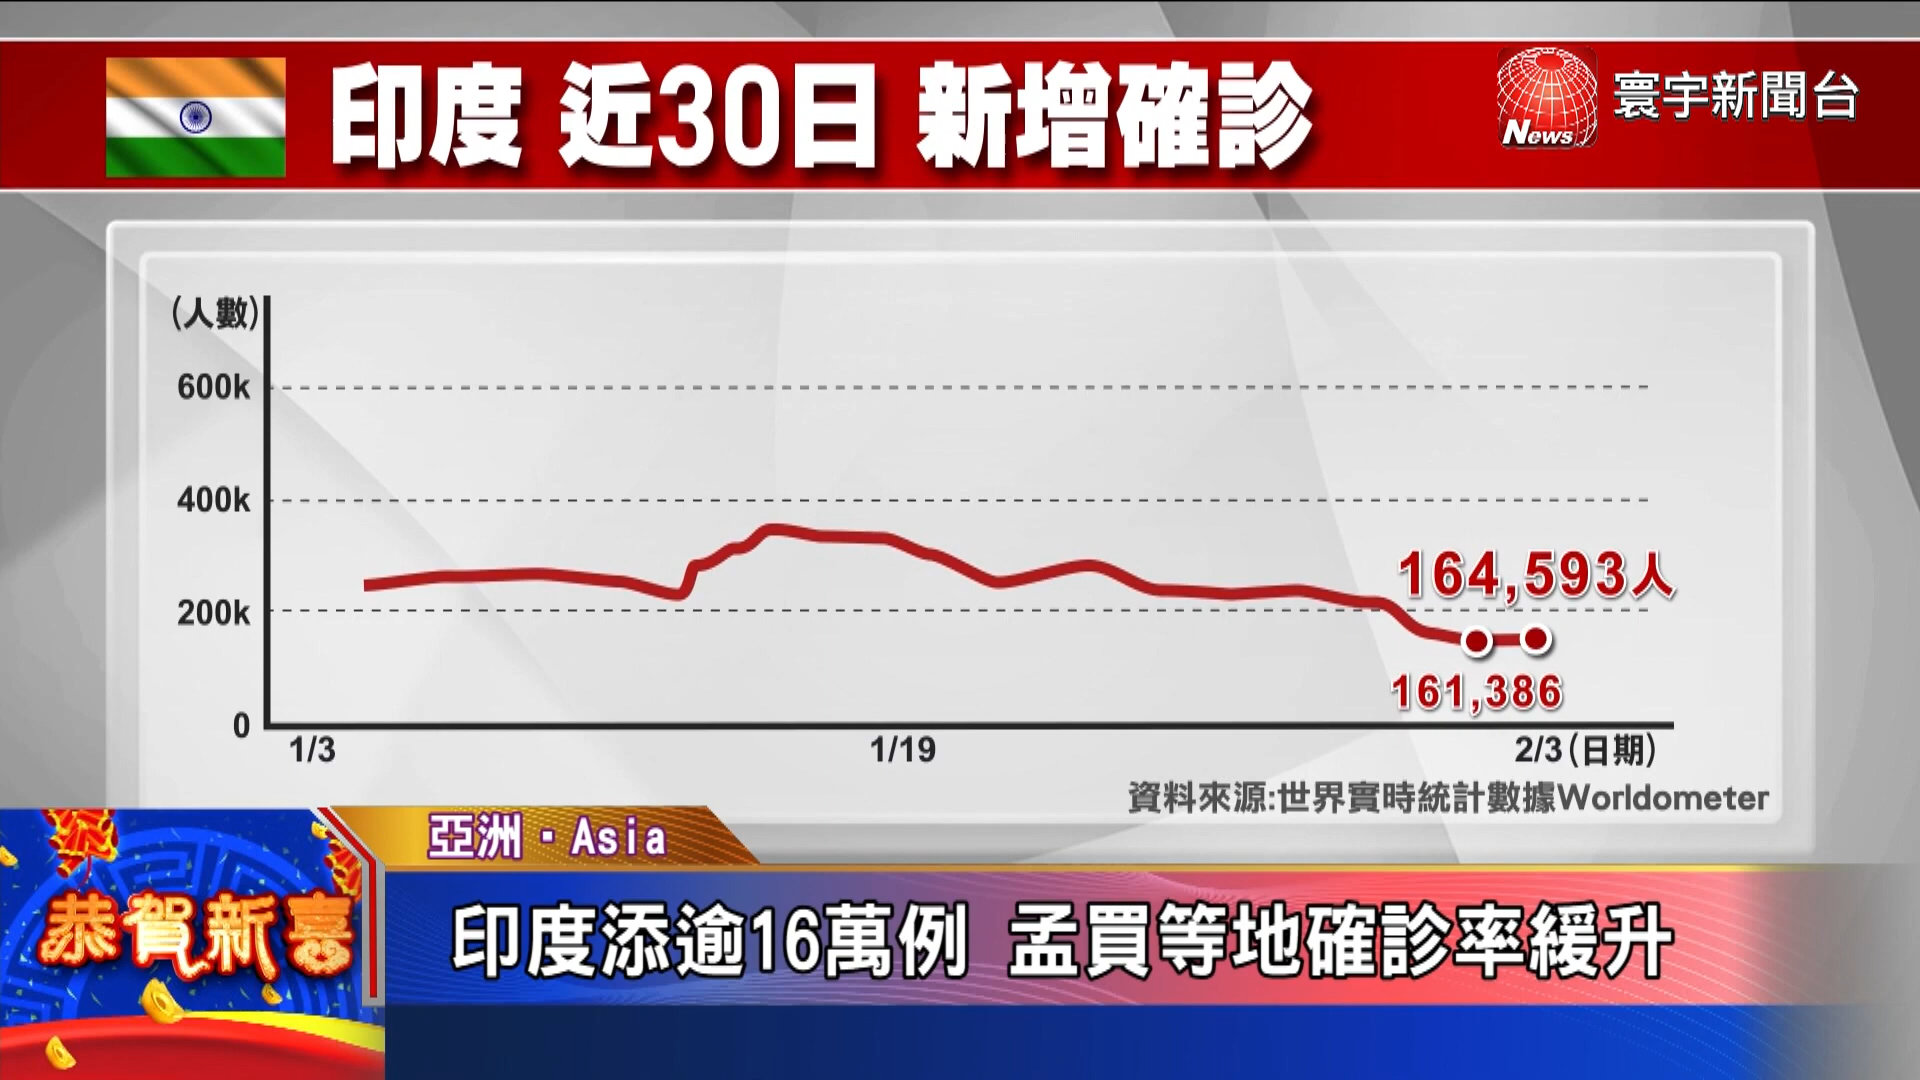 印度 近30日 新增確診
News
寰宇新聞台
(人數)
600k
400k
200k
0
164,593人
161,386
1/3
1/19
2/3(日期)
資料來源:世界實時統計數據Worldometer
亞洲・Asia
恭賀新喜
印度添逾16萬例 孟買等地確診率緩升